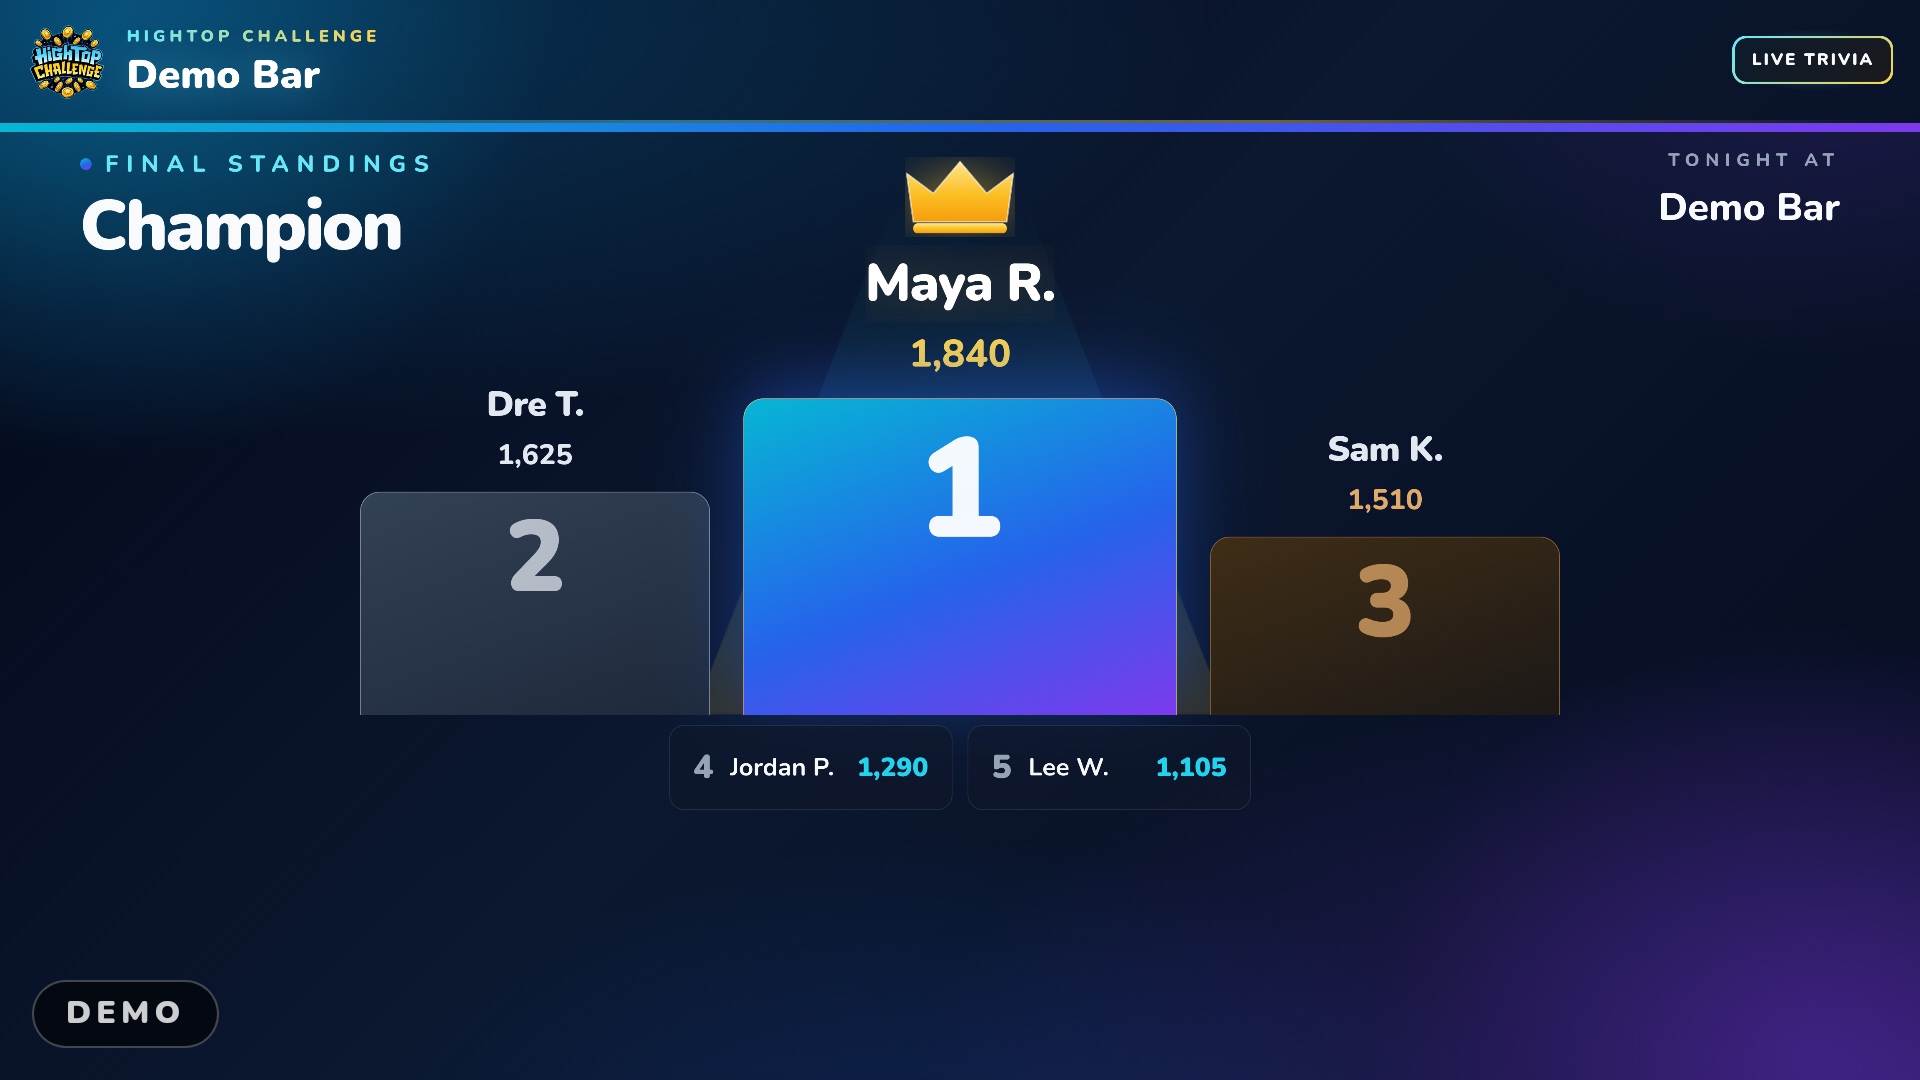 HIGHTOP CHALLENGE
HIGHTOP CHALLENGE
Demo Bar
LIVE TRIVIA
FINAL STANDINGS
Champion
TONIGHT AT
Demo Bar
Maya R.
1,840
Dre T.
1,625
Sam K.
1,510
1
2
3
4 Jordan P. 1,290
5 Lee W. 1,105
DEMO